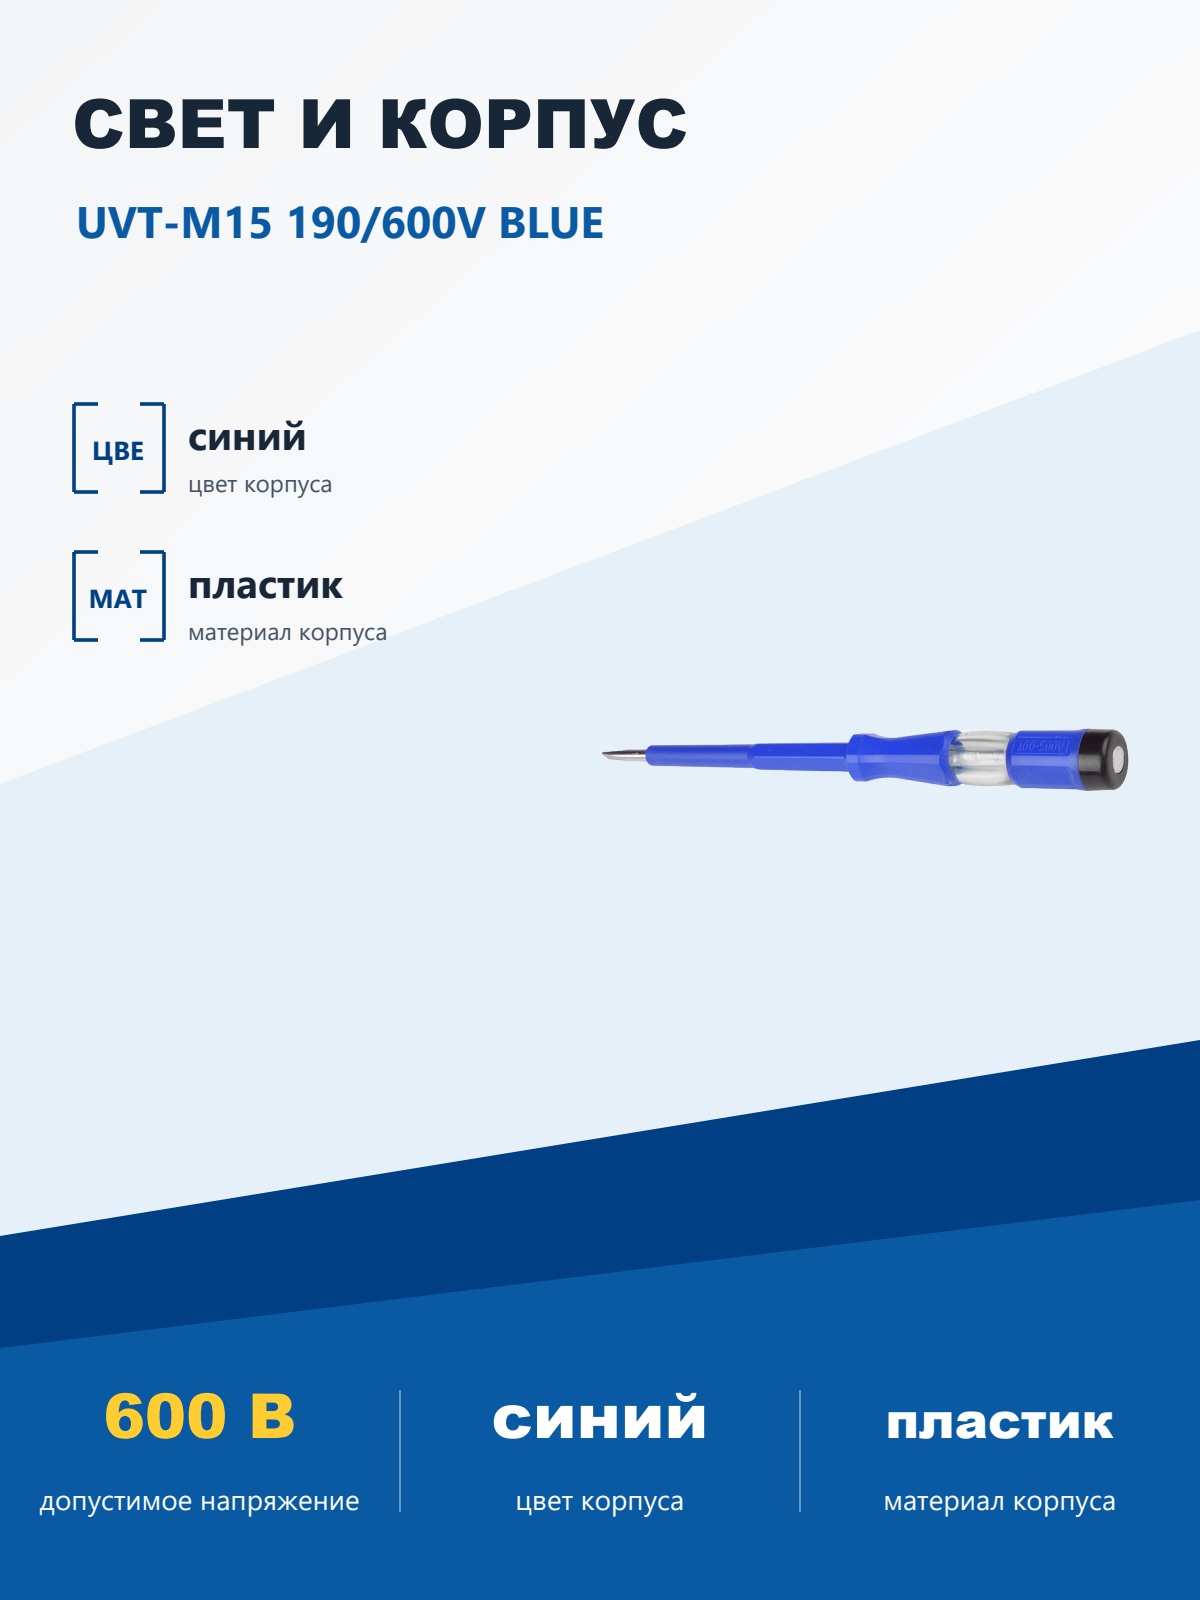 СВЕТ И КОРПУС
UVT-M15 190/600V BLUE
ЦВЕ
синий
цвет корпуса
МАТ
пластик
материал корпуса
100-500V
600 В
допустимое напряжение
синий
цвет корпуса
пластик
материал корпуса